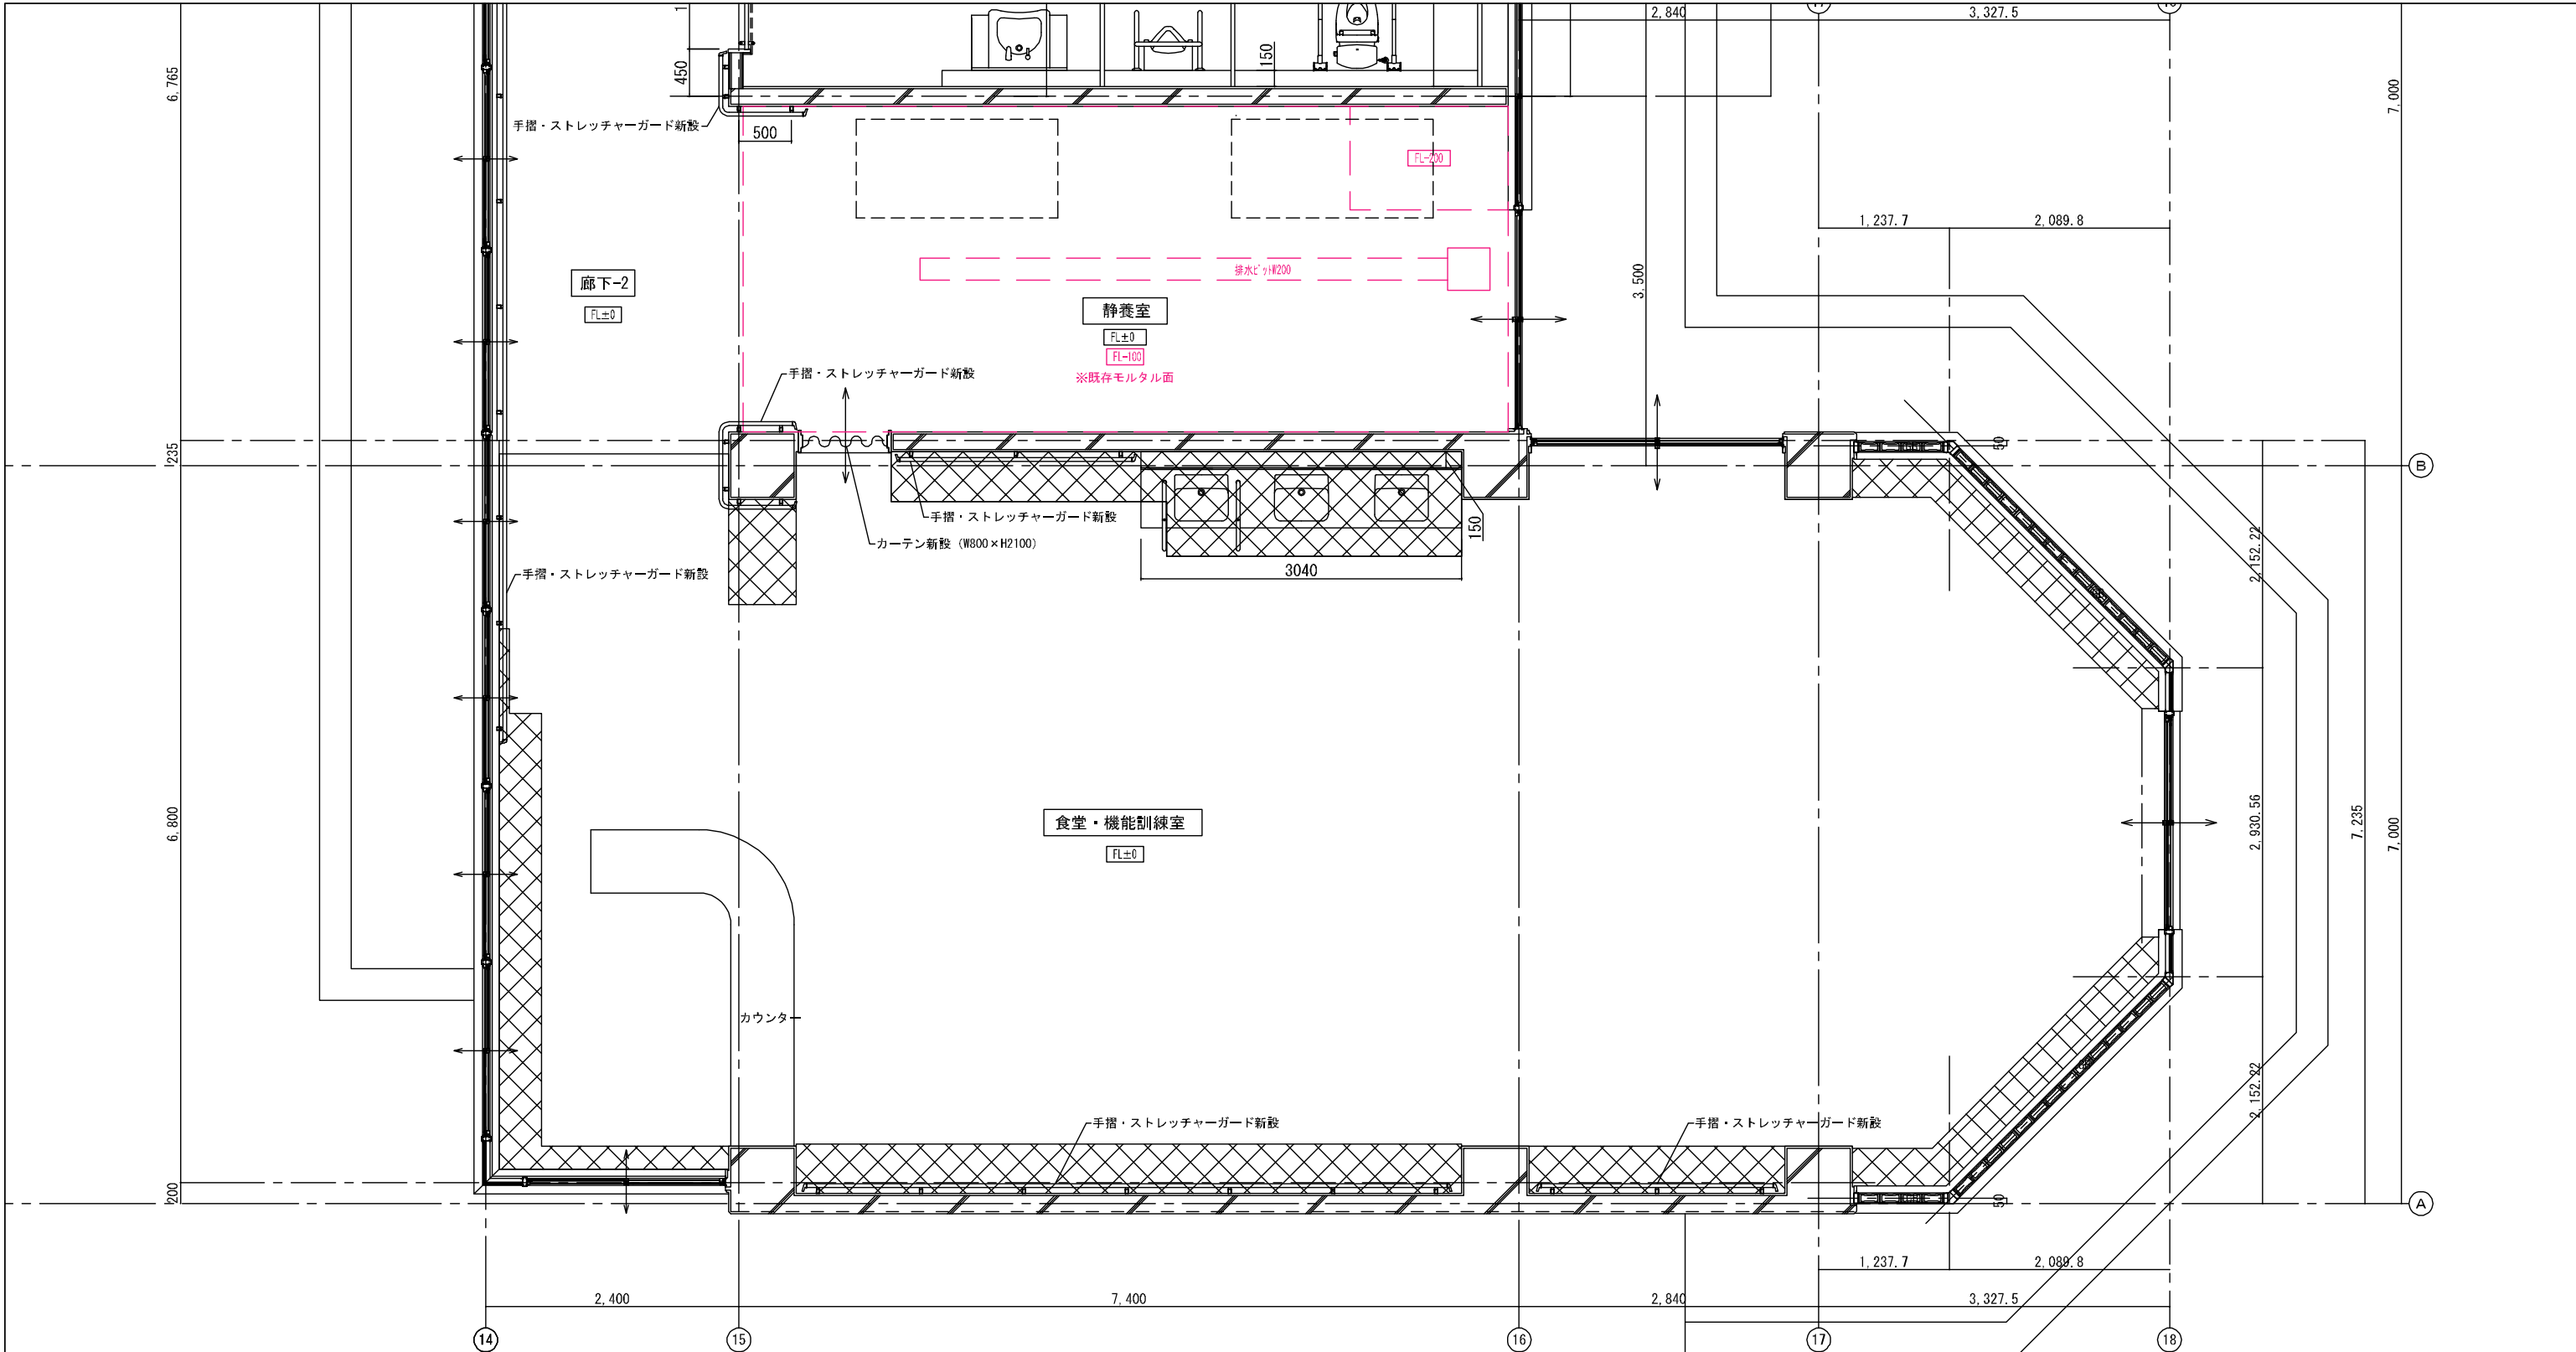 2,840
3,327.5
6,765
1
450
150
7,000
手摺・ストレッチャーガード新設
500
FL-200
1,237.7
2,089.8
排水ピットW200
廊下-2
FL±0
3,500
静養室
FL±0
FL-100
※既存モルタル面
手摺・ストレッチャーガード新設
235
50
B
手摺・ストレッチャーガード新設
150
カーテン新設（W800×H2100）
3040
2,152.22
手摺・ストレッチャーガード新設
6,800
食堂・機能訓練室
FL±0
2,930.56
7,235
7,000
カウンター
2,152.22
手摺・ストレッチャーガード新設
手摺・ストレッチャーガード新設
200
50
A
1,237.7
2,089.8
2,400
7,400
2,840
3,327.5
14
15
16
17
18